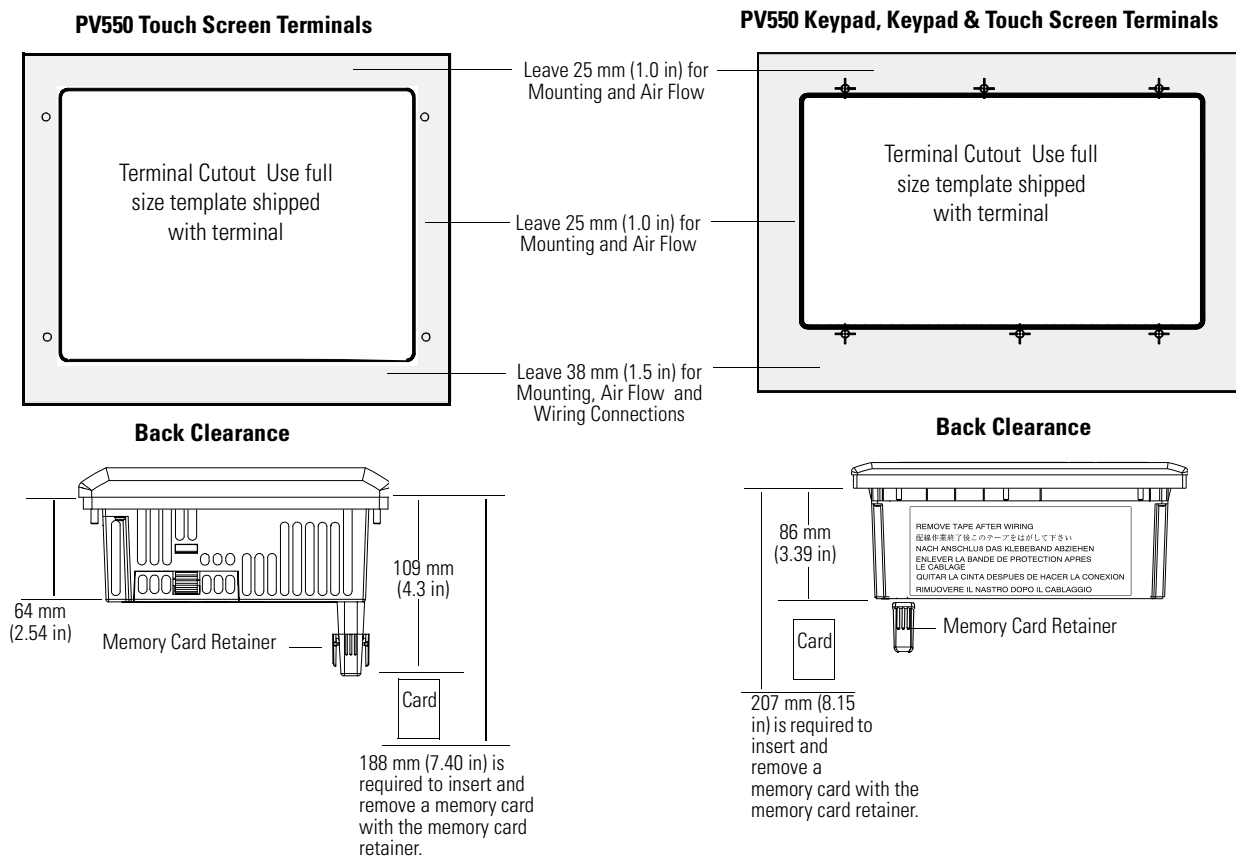 PV550 Touch Screen Terminals
PV550 Keypad, Keypad & Touch Screen Terminals
Leave 25 mm (1.0 in) for
Mounting and Air Flow
Terminal Cutout Use full
size template shipped
with terminal
Terminal Cutout Use full
size template shipped
with terminal
Leave 25 mm (1.0 in) for
Mounting and Air Flow
Leave 38 mm (1.5 in) for
Mounting, Air Flow and
Wiring Connections
Back Clearance
64 mm
(2.54 in)
109 mm
(4.3 in)
Memory Card Retainer
Card
188 mm (7.40 in) is
required to insert and
remove a memory card
with the memory card
retainer.
Back Clearance
86 mm
(3.39 in)
REMOVE TAPE AFTER WIRING
配線作業終了後このテープをはがして下さい
NACH ANSCHLUß DAS KLEBEBAND ABZIEHEN
ENLEVER LA BANDE DE PROTECTION APRES
LE CABLAGE
QUITAR LA CINTA DESPUES DE HACER LA CONEXION
RIMUOVERE IL NASTRO DOPO IL CABLAGGIO
Memory Card Retainer
Card
207 mm (8.15
in) is required to
insert and
remove a
memory card with the
memory card retainer.